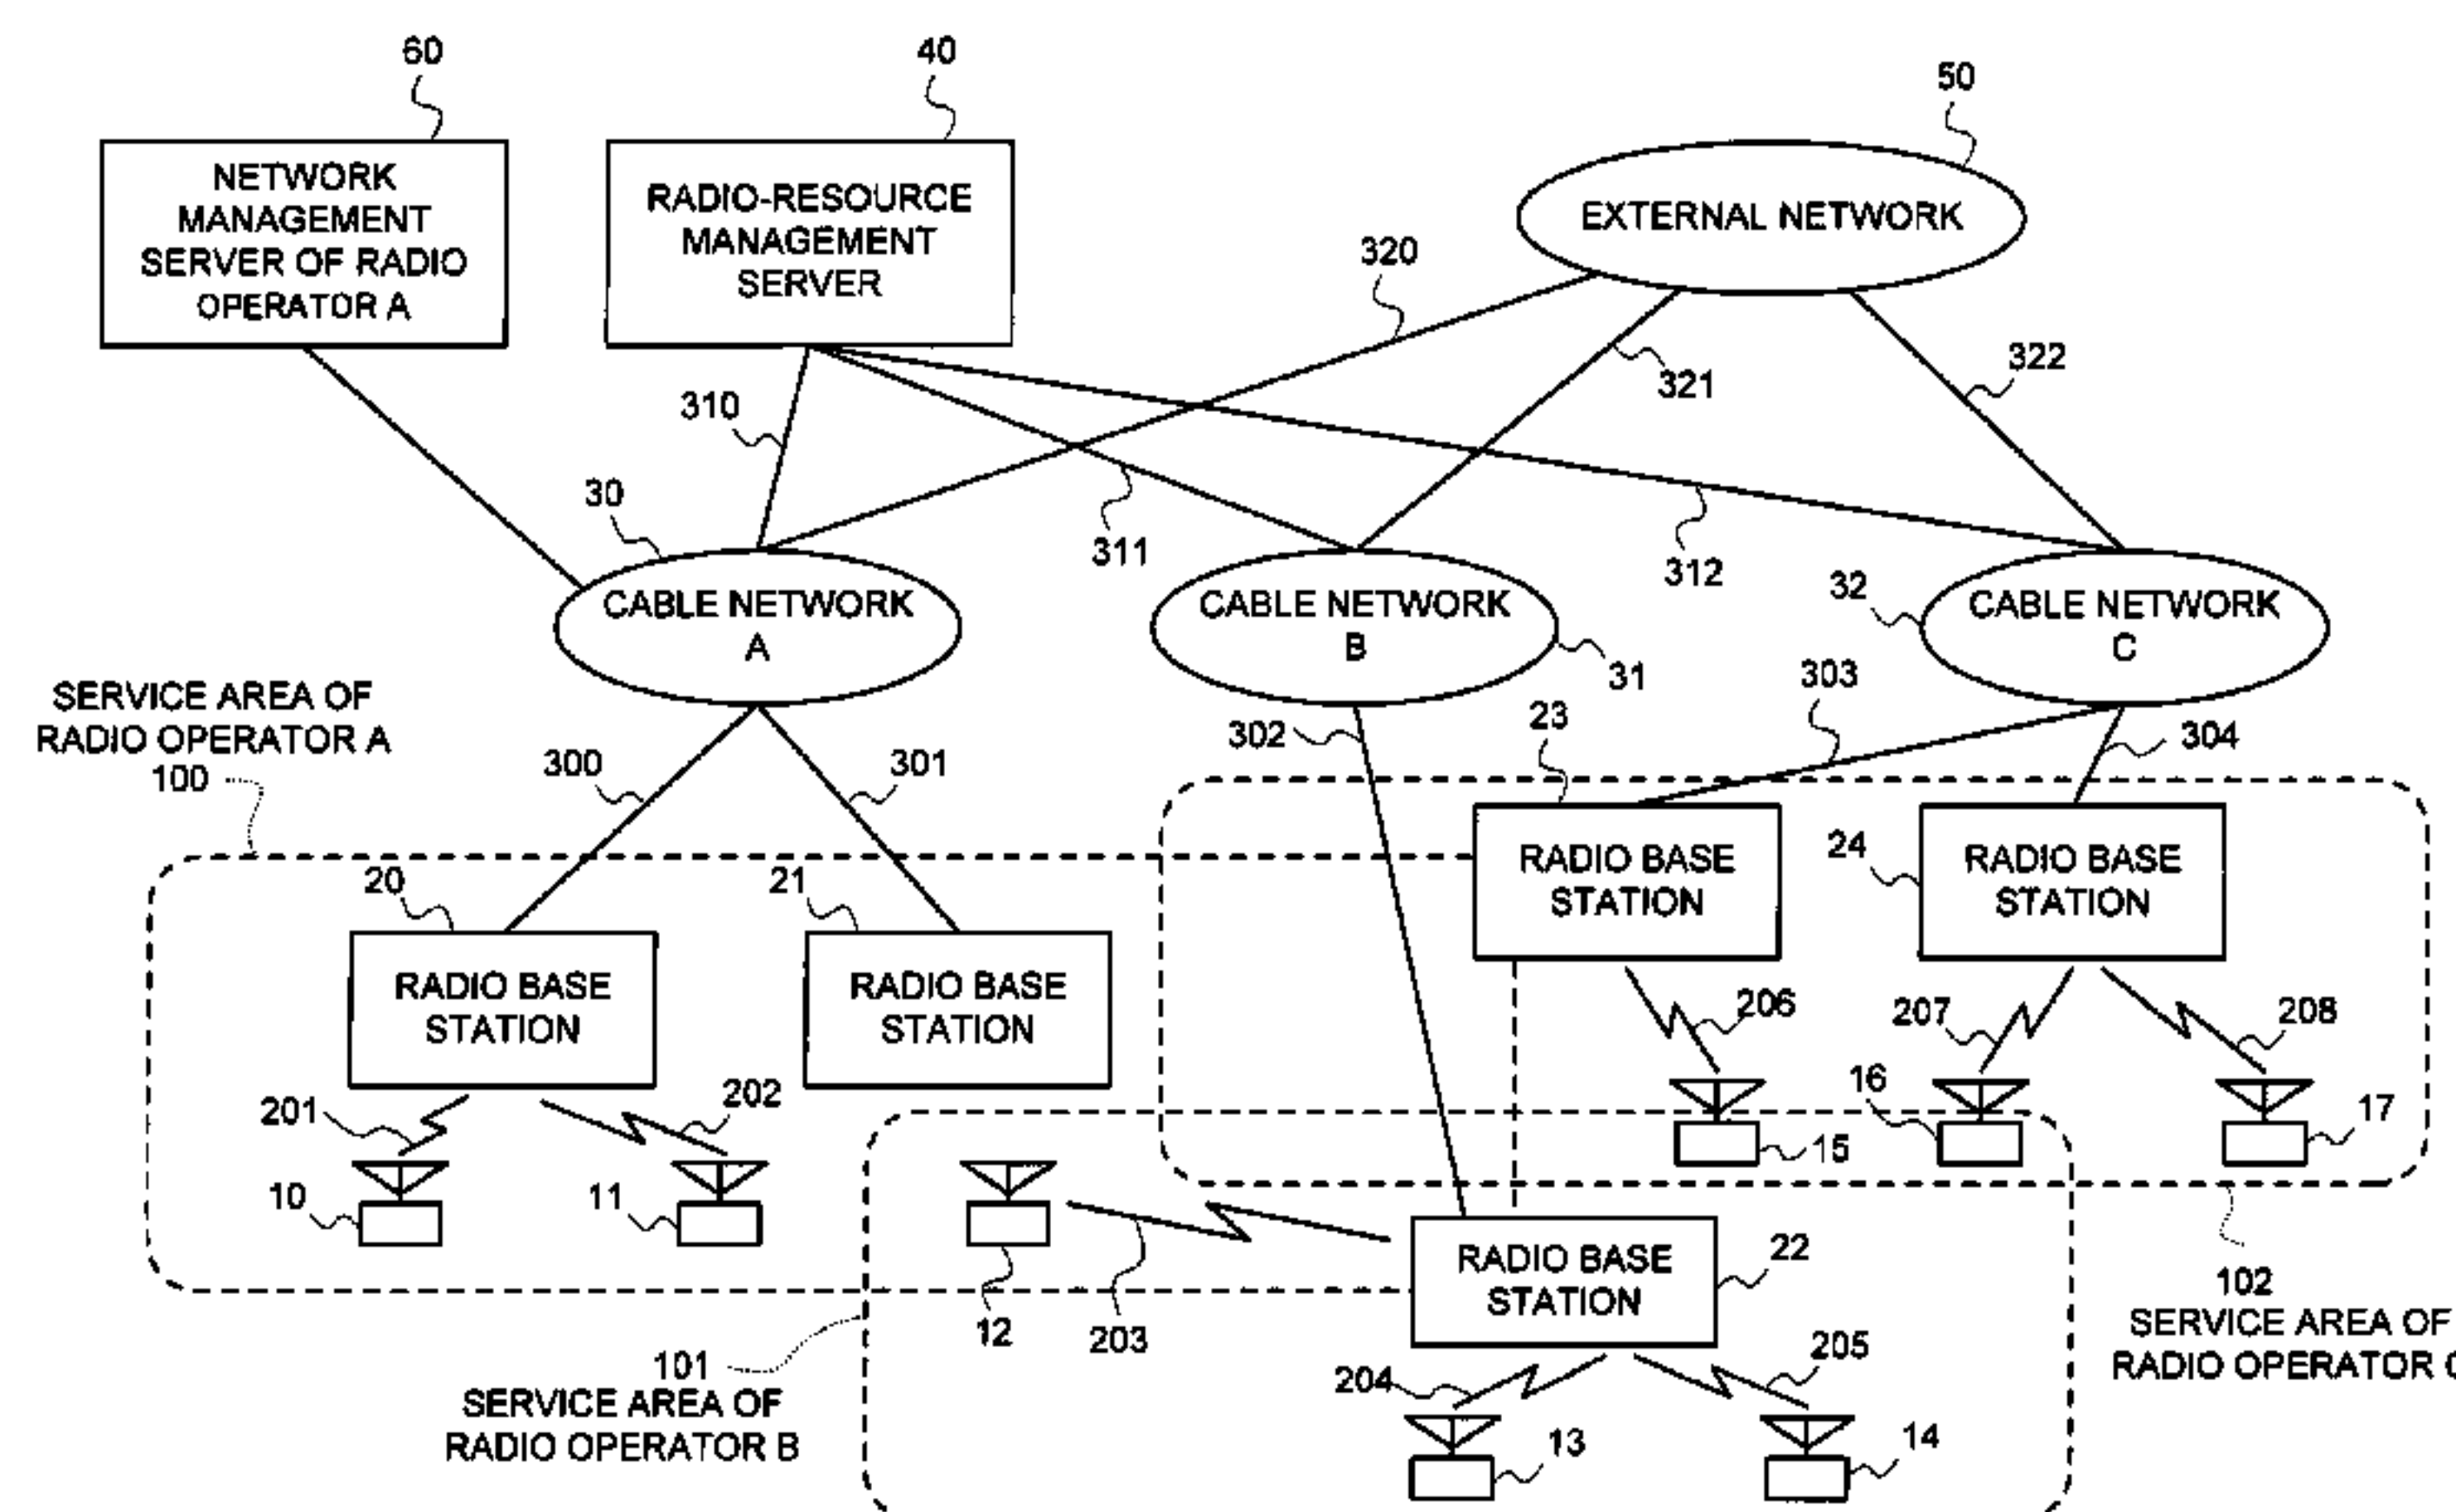 60
40
50
NETWORK
MANAGEMENT
SERVER OF RADIO
OPERATOR A
RADIO-RESOURCE
MANAGEMENT
SERVER
EXTERNAL NETWORK
320
321
322
310
30
311
312
32
CABLE NETWORK
A
CABLE NETWORK
B
CABLE NETWORK
C
31
303
SERVICE AREA OF
RADIO OPERATOR A
100
300
301
302
23
304
20
21
RADIO BASE
STATION
24
RADIO BASE
STATION
RADIO BASE
STATION
RADIO BASE
STATION
206
207
208
201
202
16
17
15
10
11
RADIO BASE
STATION
22
12
203
102
SERVICE AREA OF
RADIO OPERATOR
101
SERVICE AREA OF
RADIO OPERATOR B
204
205
13
14